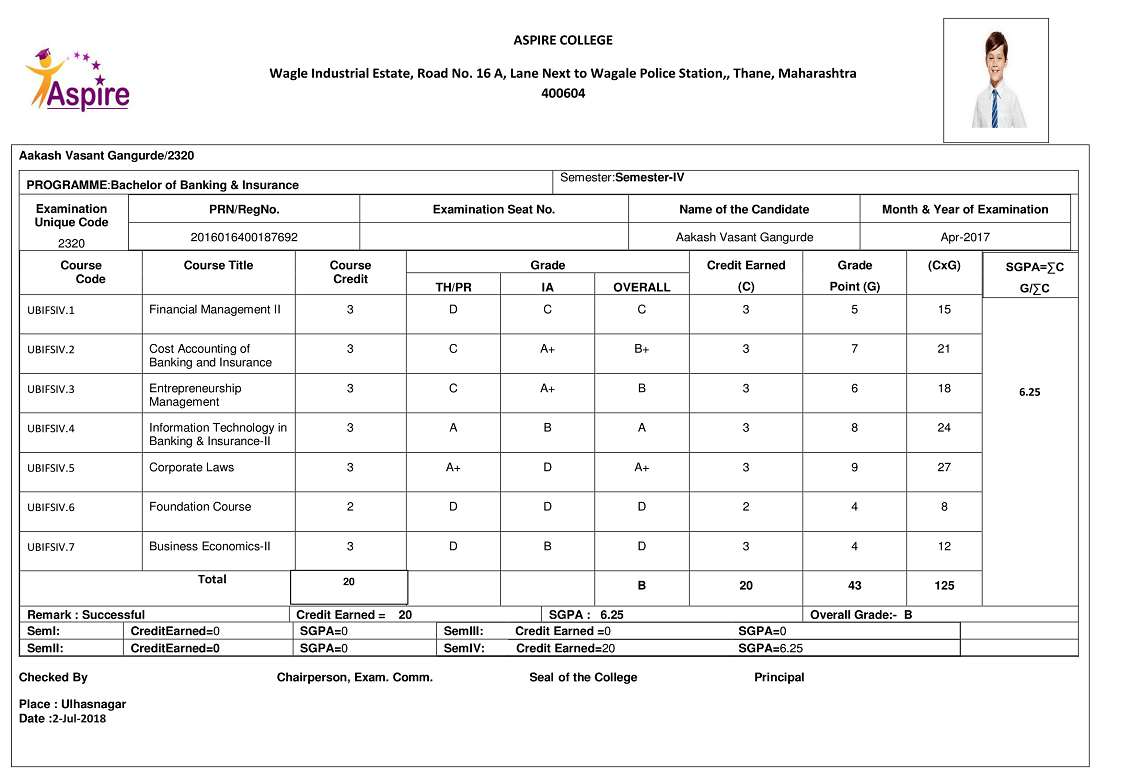 Aspire
ASPIRE COLLEGE
Wagle Industrial Estate, Road No. 16 A, Lane Next to Wagale Police Station,, Thane, Maharashtra
400604
Aakash Vasant Gangurde/2320
PROGRAMME:Bachelor of Banking & Insurance Semester:Semester-IV
Examination Unique Code PRN/RegNo. Examination Seat No. Name of the Candidate Month & Year of Examination
2320 2016016400187692 Aakash Vasant Gangurde Apr-2017
Course Code Course Title Course Credit Grade Credit Earned (C) Grade Point (G) (CxG) SGPA=∑C G/∑C
TH/PR IA OVERALL
UBIFSIV.1 Financial Management II 3 D C C 3 5 15
UBIFSIV.2 Cost Accounting of Banking and Insurance 3 C A+ B+ 3 7 21
UBIFSIV.3 Entrepreneurship Management 3 C A+ B 3 6 18 6.25
UBIFSIV.4 Information Technology in Banking & Insurance-II 3 A B A 3 8 24
UBIFSIV.5 Corporate Laws 3 A+ D A+ 3 9 27
UBIFSIV.6 Foundation Course 2 D D D 2 4 8
UBIFSIV.7 Business Economics-II 3 D B D 3 4 12
Total 20 B 20 43 125
Remark : Successful Credit Earned = 20 SGPA : 6.25 Overall Grade:- B
SemI: CreditEarned=0 SGPA=0 SemIII: Credit Earned =0 SGPA=0
SemII: CreditEarned=0 SGPA=0 SemIV: Credit Earned=20 SGPA=6.25
Checked By Chairperson, Exam. Comm. Seal of the College Principal
Place : Ulhasnagar
Date :2-Jul-2018